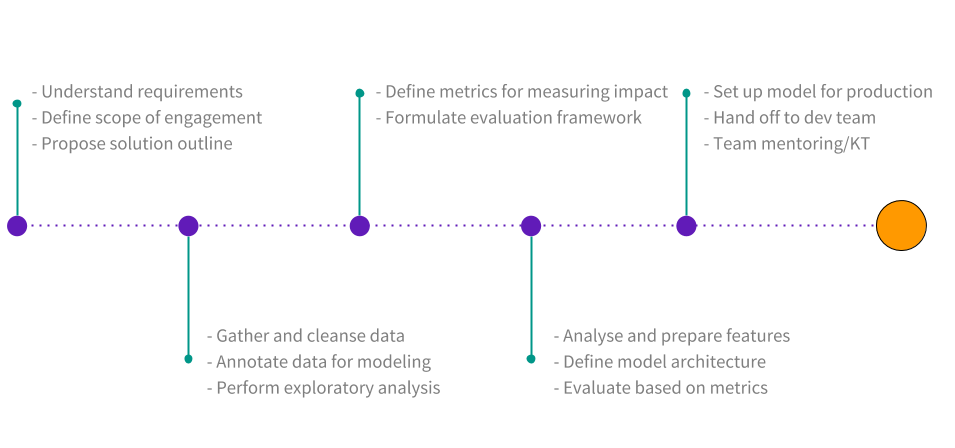 - Understand requirements
- Define scope of engagement
- Propose solution outline
- Define metrics for measuring impact
- Formulate evaluation framework
- Set up model for production
- Hand off to dev team
- Team mentoring/KT
- Gather and cleanse data
- Annotate data for modeling
- Perform exploratory analysis
- Analyse and prepare features
- Define model architecture
- Evaluate based on metrics